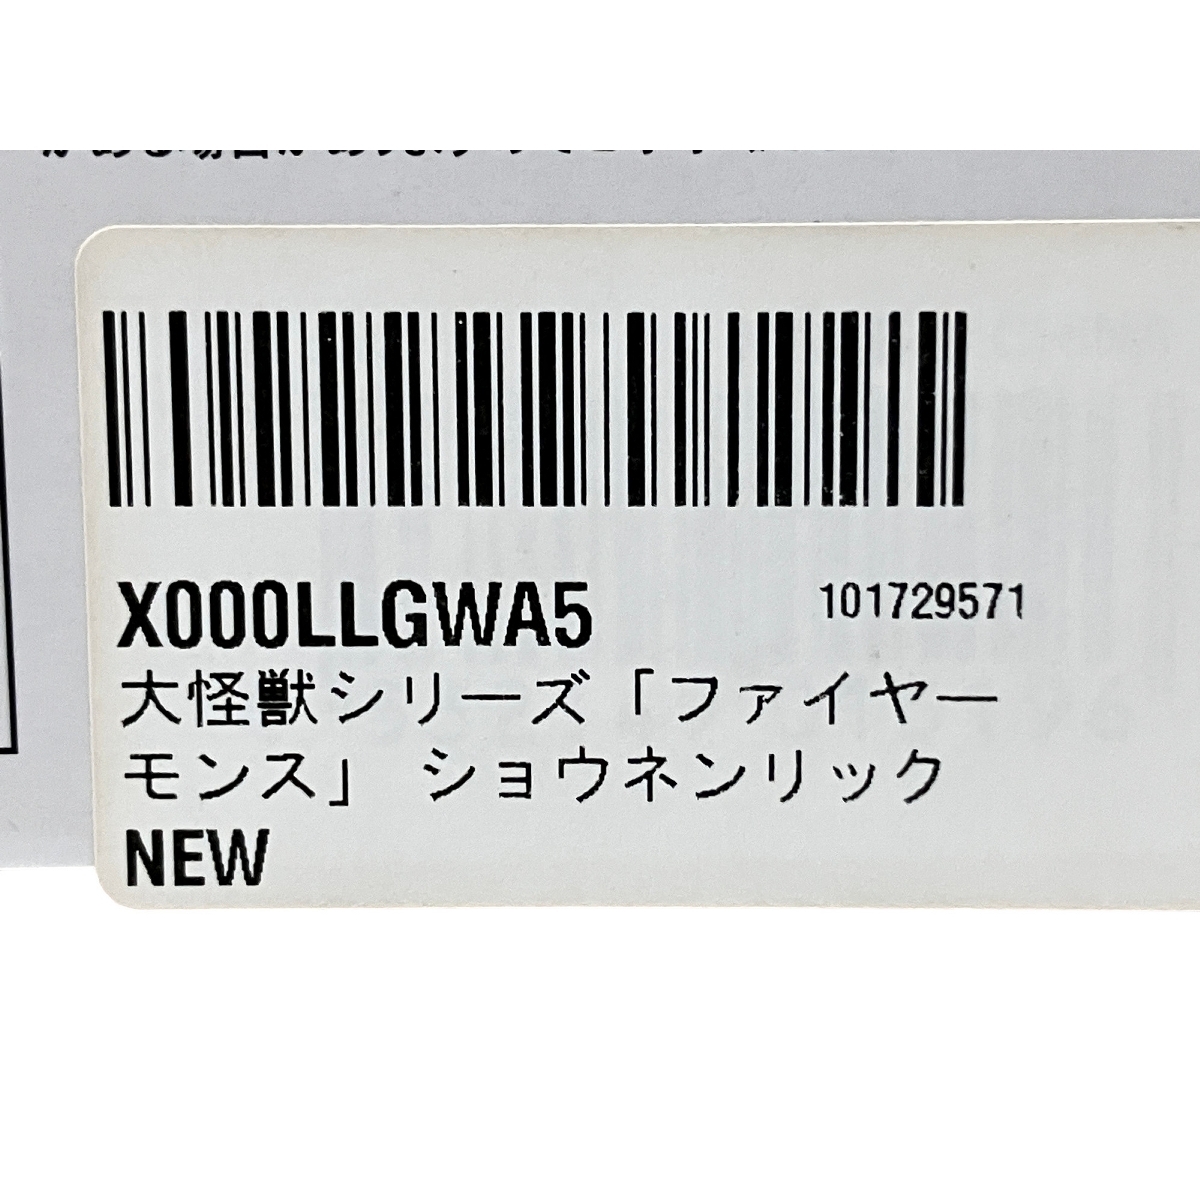 X000LLGWA5 101729571
大怪獣シリーズ「ファイヤー
モンス」 ショウネンリック
NEW